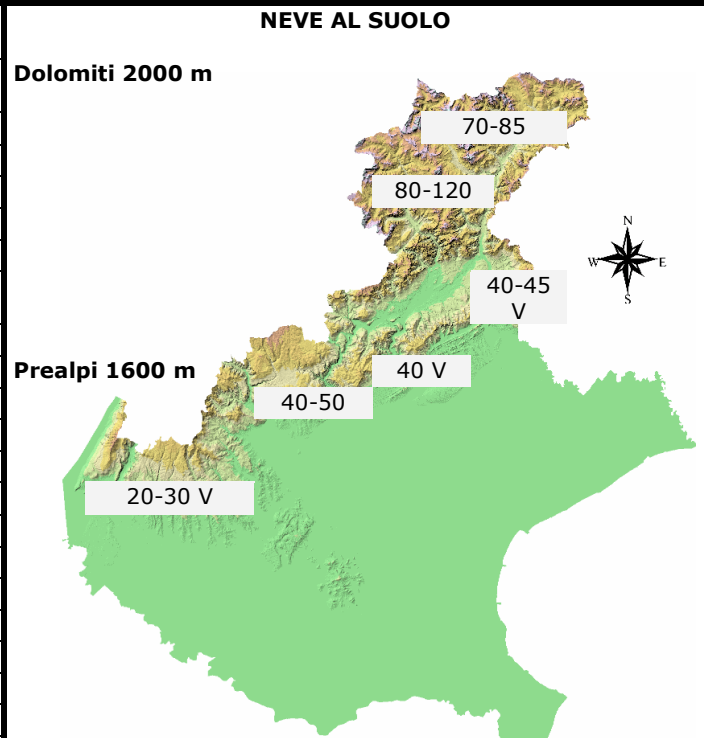 NEVE AL SUOLO
Dolomiti 2000 m
70-85
80-120
N
W E
S
40-45
V
Prealpi 1600 m
40 V
40-50
20-30 V